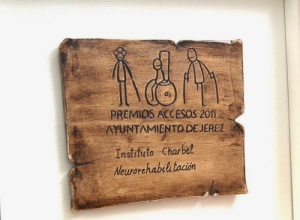 PREMIOS ACCESOS 2011
AYUNTAMIENTO DE JEREZ
Instituto Charbel
Neurorehabilitación